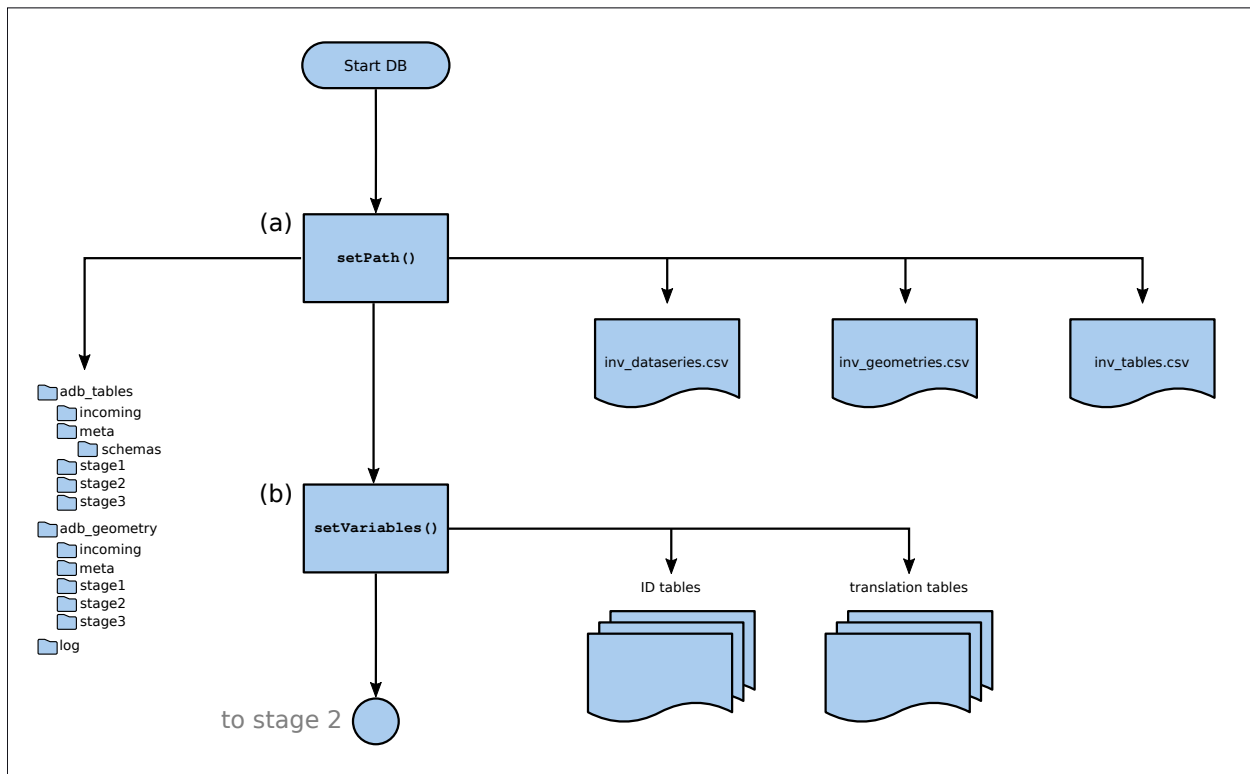 Start DB
(a)
setPath()
inv_dataseries.csv
inv_geometries.csv
inv_tables.csv
adb_tables
incoming
meta
schemas
stage1
stage2
stage3
adb_geometry
incoming
meta
stage1
stage2
stage3
log
(b)
setVariables()
ID tables
translation tables
to stage 2